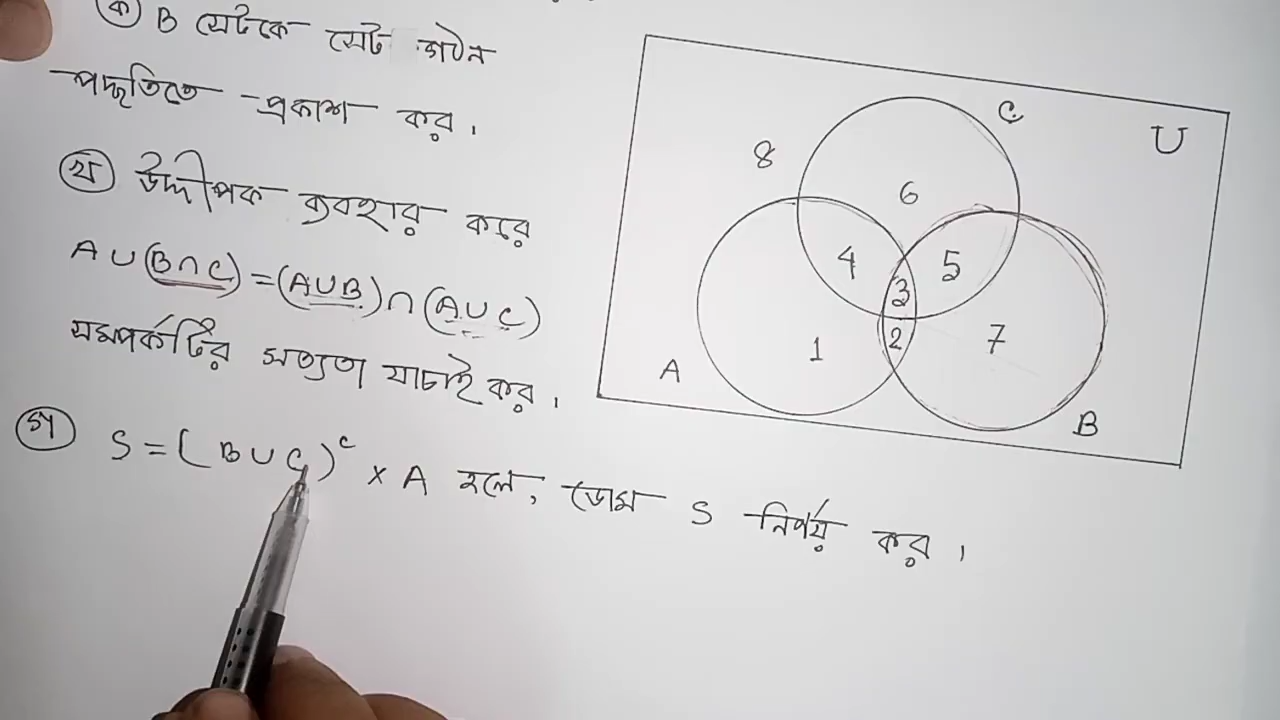 ক B সেটকে সেট গঠন
পদ্ধতিতে প্রকাশ কর।
খ উদ্দীপক ব্যবহার করে
A∪(B∩C)=(A∪B)∩(A∪C)
সম্পর্কটির সত্যতা যাচাই কর।
গ S=(B∪C)ᶜ×A হলে, ডোম S নির্ণয় কর।
C
U
8
6
4
5
3
1
2
7
A
B